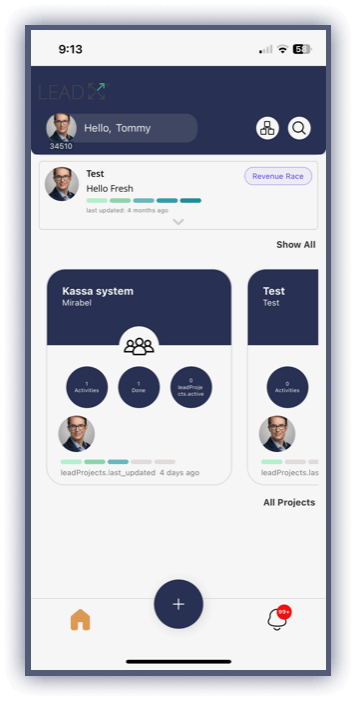 9:13
58
LEAD
Hello, Tommy
34510
Test
Revenue Race
Hello Fresh
last updated: 4 months ago
Show All
Kassa system
Mirabel
Test
Test
1
Activities
1
Done
0
leadProje
cts.active
0
Activities
leadProjects.last_updated 4 days ago
leadProjects.las
All Projects
+
99+